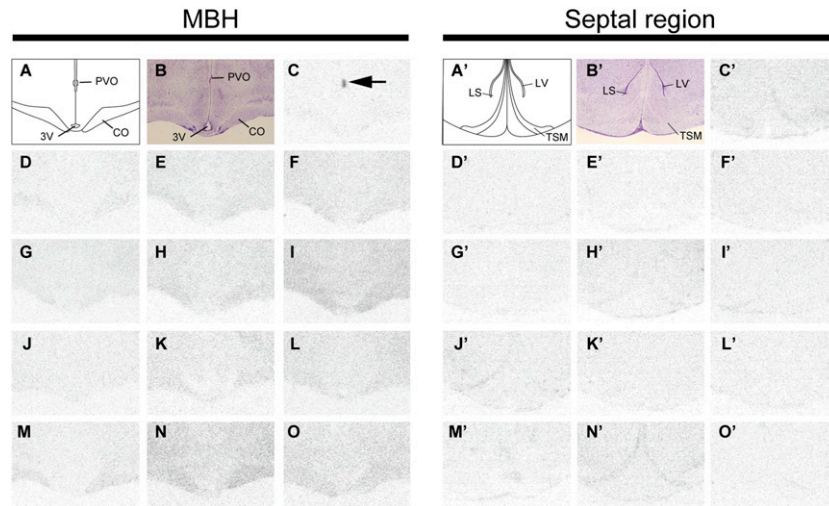 MBH
Septal region
A
PVO
3V
CO
B
PVO
3V
CO
C
A’
LS
LV
TSM
B’
LS
LV
TSM
C’
D
E
F
D’
E’
F’
G
H
I
G’
H’
I’
J
K
L
J’
K’
L’
M
N
O
M’
N’
O’